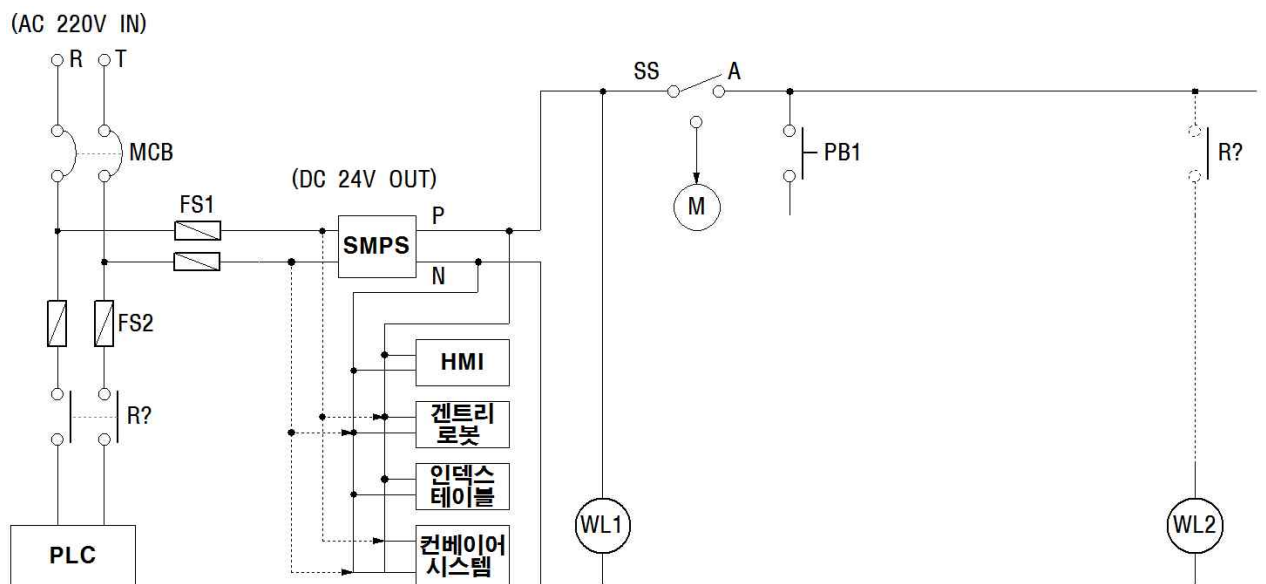 (AC 220V IN)
R T
MCB
(DC 24V OUT)
FS1
SMPS
P
N
FS2
R?
PLC
HMI
겐트리
로봇
인덱스
테이블
컨베이어
시스템
SS A
M
PB1
R?
WL1
WL2